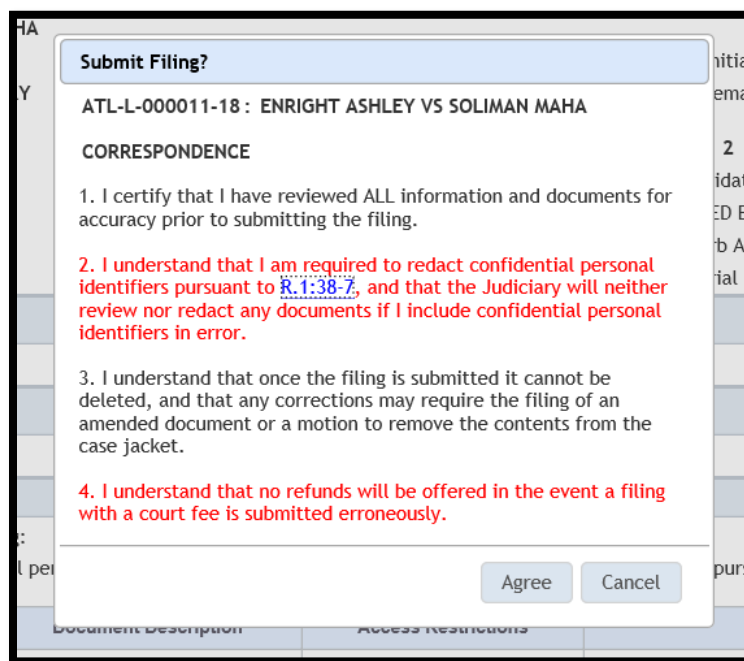 HA
Submit Filing?
LY
ATL-L-000011-18 : ENRIGHT ASHLEY VS SOLIMAN MAHA
CORRESPONDENCE
2
1. I certify that I have reviewed ALL information and documents for
accuracy prior to submitting the filing.
2. I understand that I am required to redact confidential personal
identifiers pursuant to R.1:38-7, and that the Judiciary will neither
review nor redact any documents if I include confidential personal
identifiers in error.
3. I understand that once the filing is submitted it cannot be
deleted, and that any corrections may require the filing of an
amended document or a motion to remove the contents from the
case jacket.
4. I understand that no refunds will be offered in the event a filing
with a court fee is submitted erroneously.
Agree Cancel
Document Description Access Restrictions